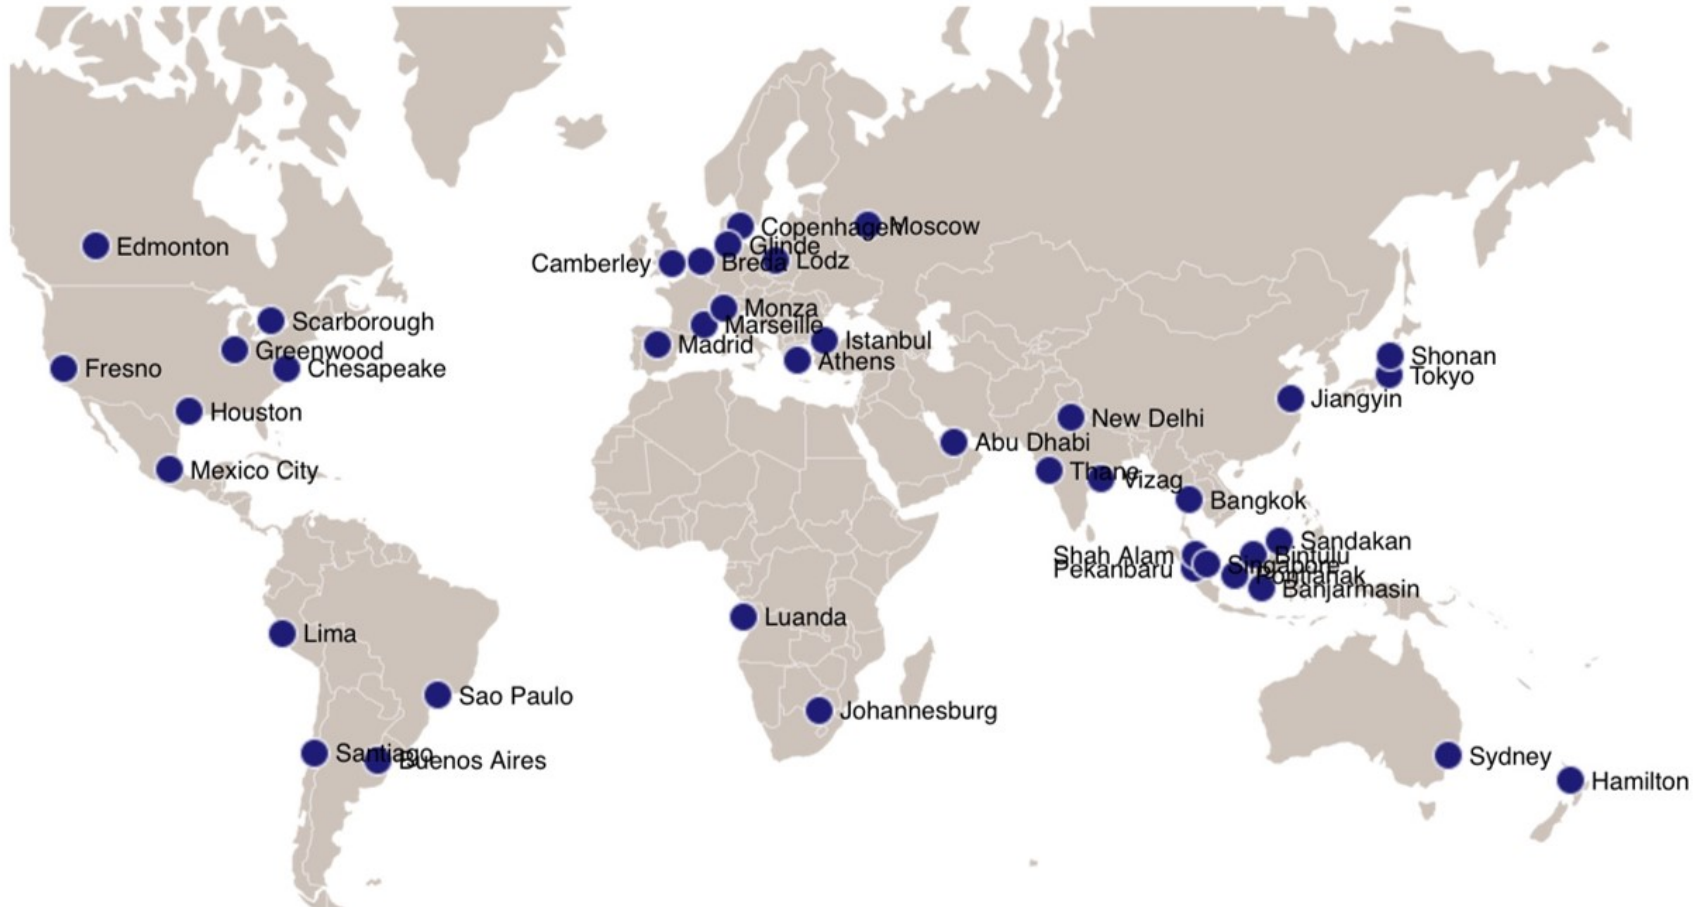 Copenhagen
Moscow
Edmonton
Glinde
Camberley
Breda
Lodz
Monza
Scarborough
Marseille
Istanbul
Madrid
Greenwood
Athens
Shonan
Fresno
Chesapeake
Tokyo
Jiangyin
Houston
New Delhi
Abu Dhabi
Mexico City
Thane
Vizag
Bangkok
Sandakan
Shah Alam
Bintulu
Singapore
Pekanbaru
Pontianak
Banjarmasin
Luanda
Lima
Sao Paulo
Johannesburg
Santiago
Sydney
Buenos Aires
Hamilton